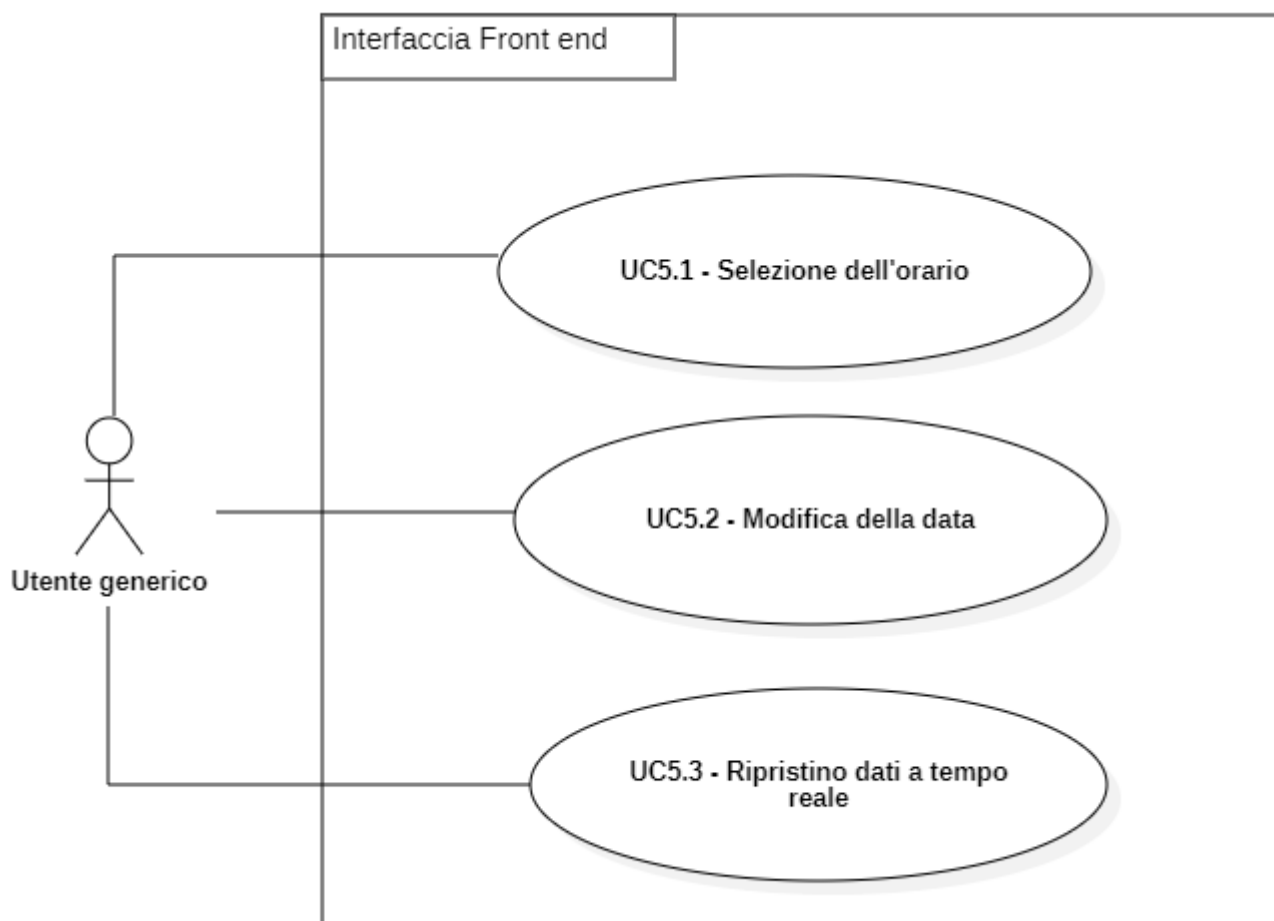 Interfaccia Front end
UC5.1 - Selezione dell'orario
UC5.2 - Modifica della data
Utente generico
UC5.3 - Ripristino dati a tempo
reale